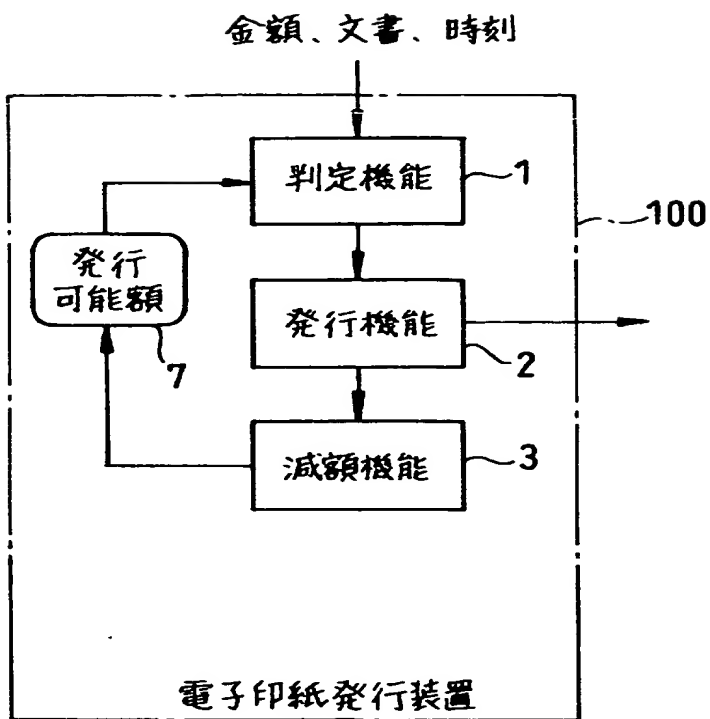 金額、文書、時刻
判定機能
1
100
発行
可能額
7
発行機能
2
減額機能
3
電子印紙発行装置